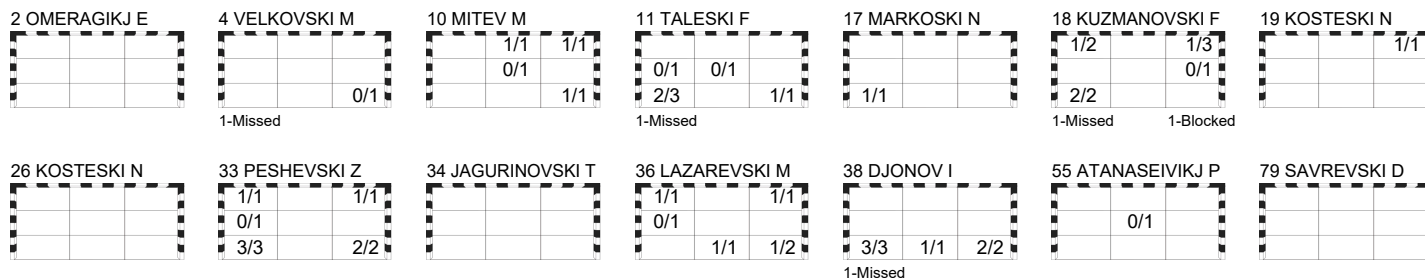 2 OMERAGIKJ E 4 VELKOVSKI M 10 MITEV M 11 TALESKI F 17 MARKOSKI N 18 KUZMANOVSKI F 19 KOSTESKI N
1/1 1/1 1/2 1/3 1/1
0/1 0/1 0/1 0/1
0/1 1/1 2/3 1/1 1/1 2/2
1-Missed 1-Missed 1-Missed 1-Blocked
26 KOSTESKI N 33 PESHEVSKI Z 34 JAGURINOVSKI T 36 LAZAREVSKI M 38 DJONOV I 55 ATANASEIVIKJ P 79 SAVREVSKI D
1/1 1/1 1/1 1/1
0/1 0/1 0/1
3/3 2/2 1/1 1/2 3/3 1/1 2/2
1-Missed